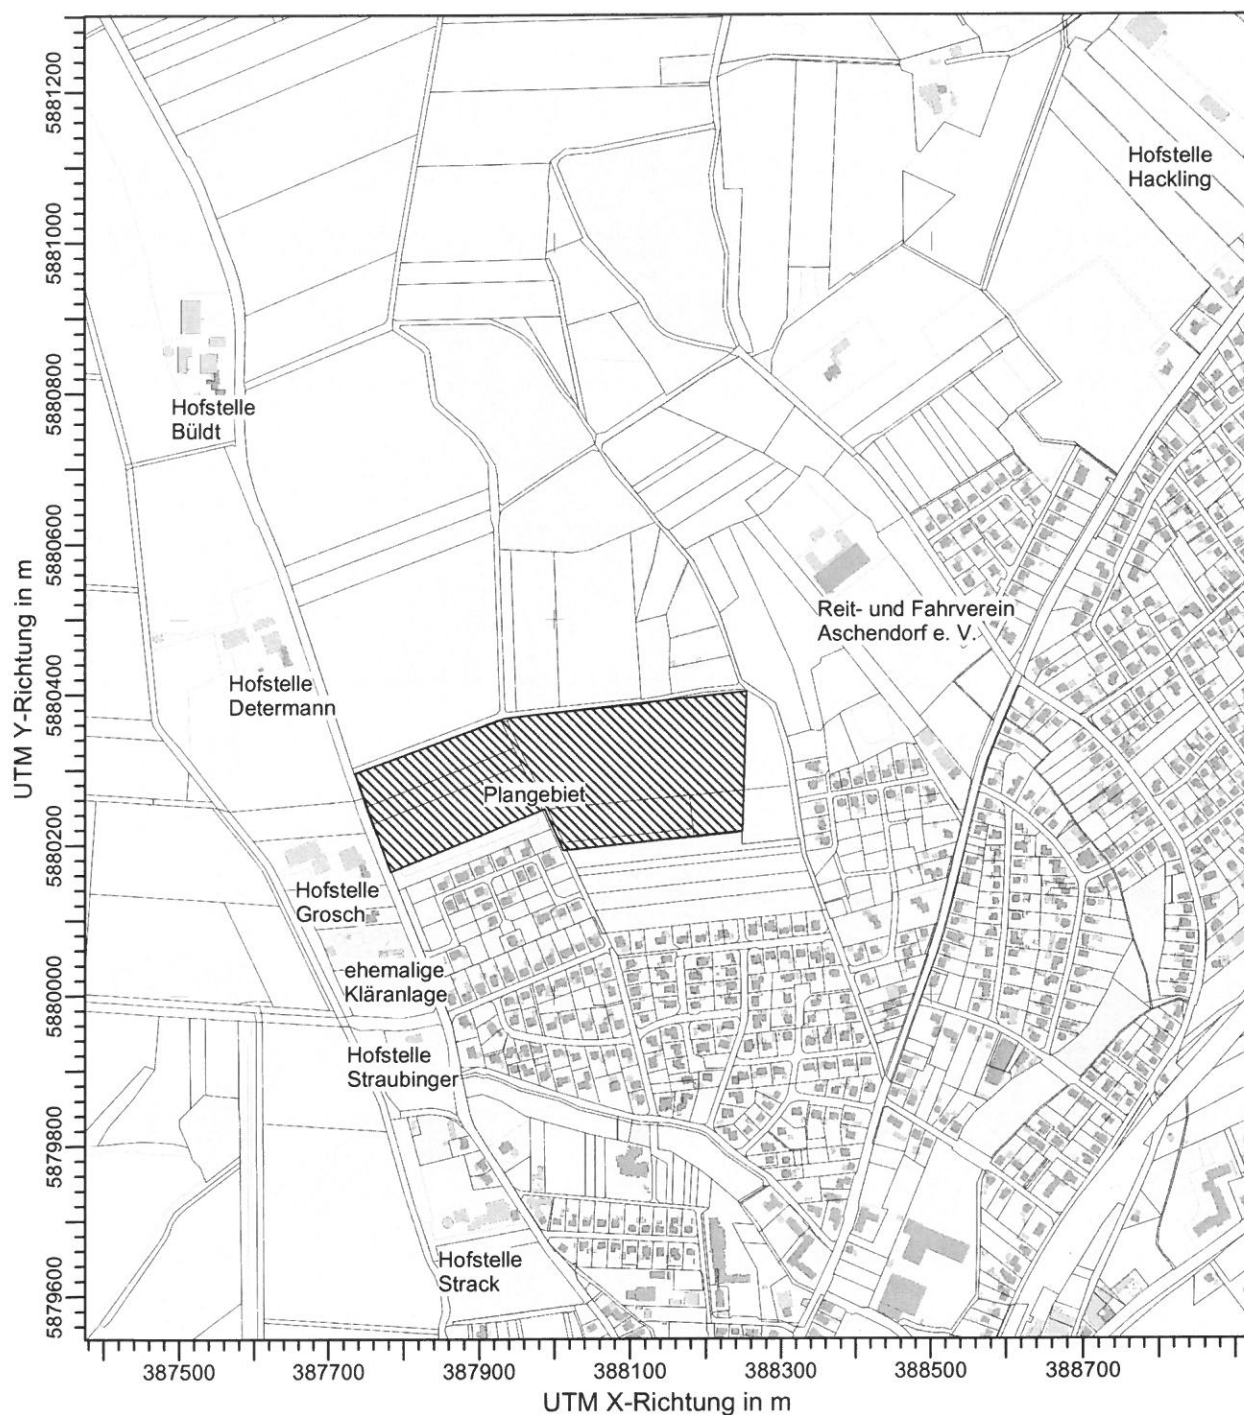 5881200
5881000
5880800
5880600
5880400
5880200
5880000
5879800
5879600
UTM Y-Richtung in m
Hofstelle
Hackling
Hofstelle
Büldt
Reit- und Fahrverein
Aschendorf e. V.
Hofstelle
Determann
Plangebiet
Hofstelle
Grosch
ehemalige
Kläranlage
Hofstelle
Straubinger
Hofstelle
Strack
387500
387700
387900
388100
388300
388500
388700
UTM X-Richtung in m